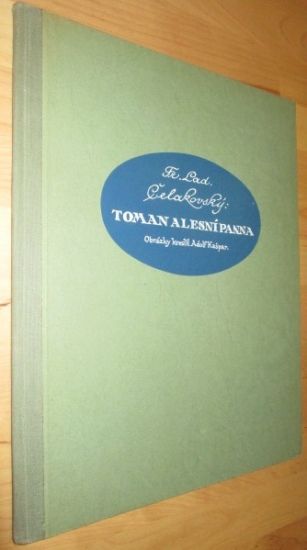 Fr. Lad.
Čelakovský:
TOMAN A LESNÍ PANNA
Obrázky kreslil Adolf Kašpar.